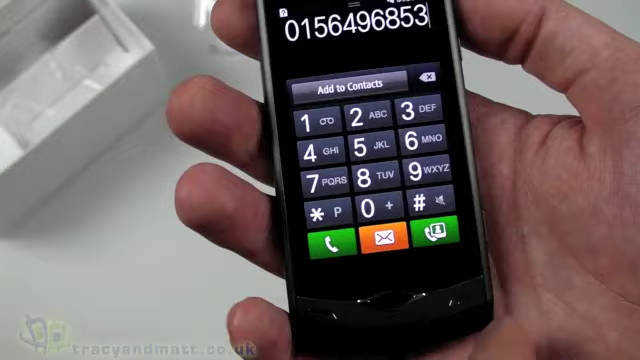 0156496853
Add to Contacts
1
2 ABC
3 DEF
4 GHI
5 JKL
6 MNO
7 PQRS
8 TUV
9 WXYZ
* P
0 +
#
tracyandmatt.co.uk